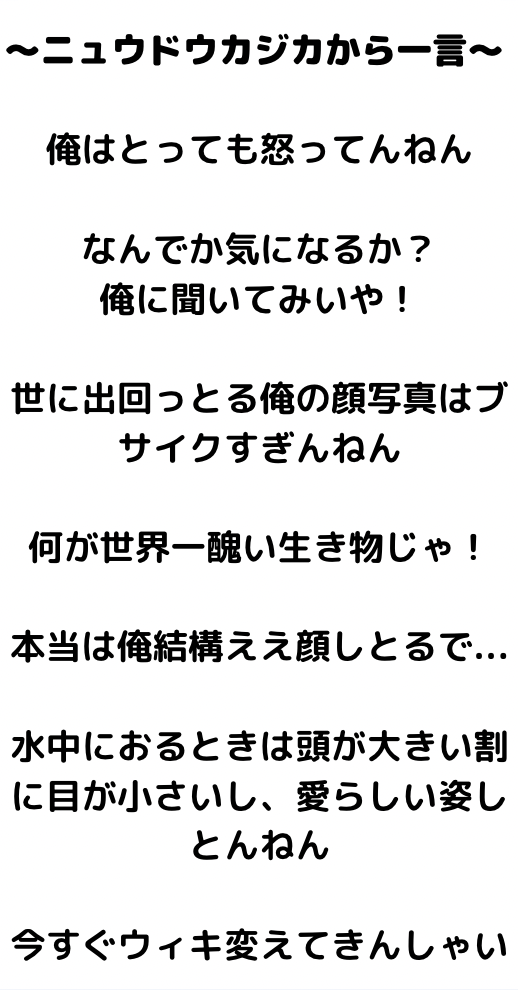 ～ニュウドウカジカから一言～
俺はとっても怒ってんねん
なんでか気になるか？
俺に聞いてみいや！
世に出回っとる俺の顔写真はブ
サイクすぎんねん
何が世界一醜い生き物じゃ！
本当は俺結構ええ顔しとるで...
水中におるときは頭が大きい割
に目が小さいし、愛らしい姿し
とんねん
今すぐウィキ変えてきんしゃい